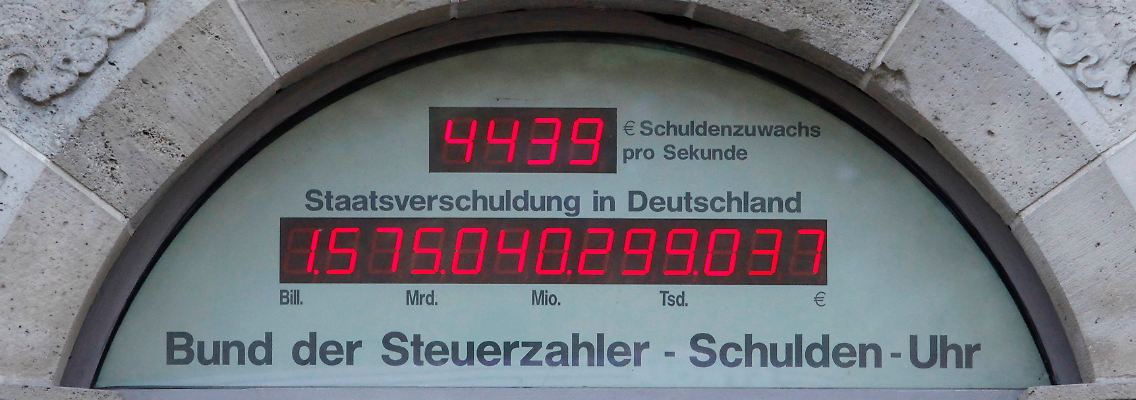 4439 € Schuldenzuwachs
pro Sekunde
Staatsverschuldung in Deutschland
1.575.040.299.037
Bill. Mrd. Mio. Tsd. €
Bund der Steuerzahler - Schulden - Uhr